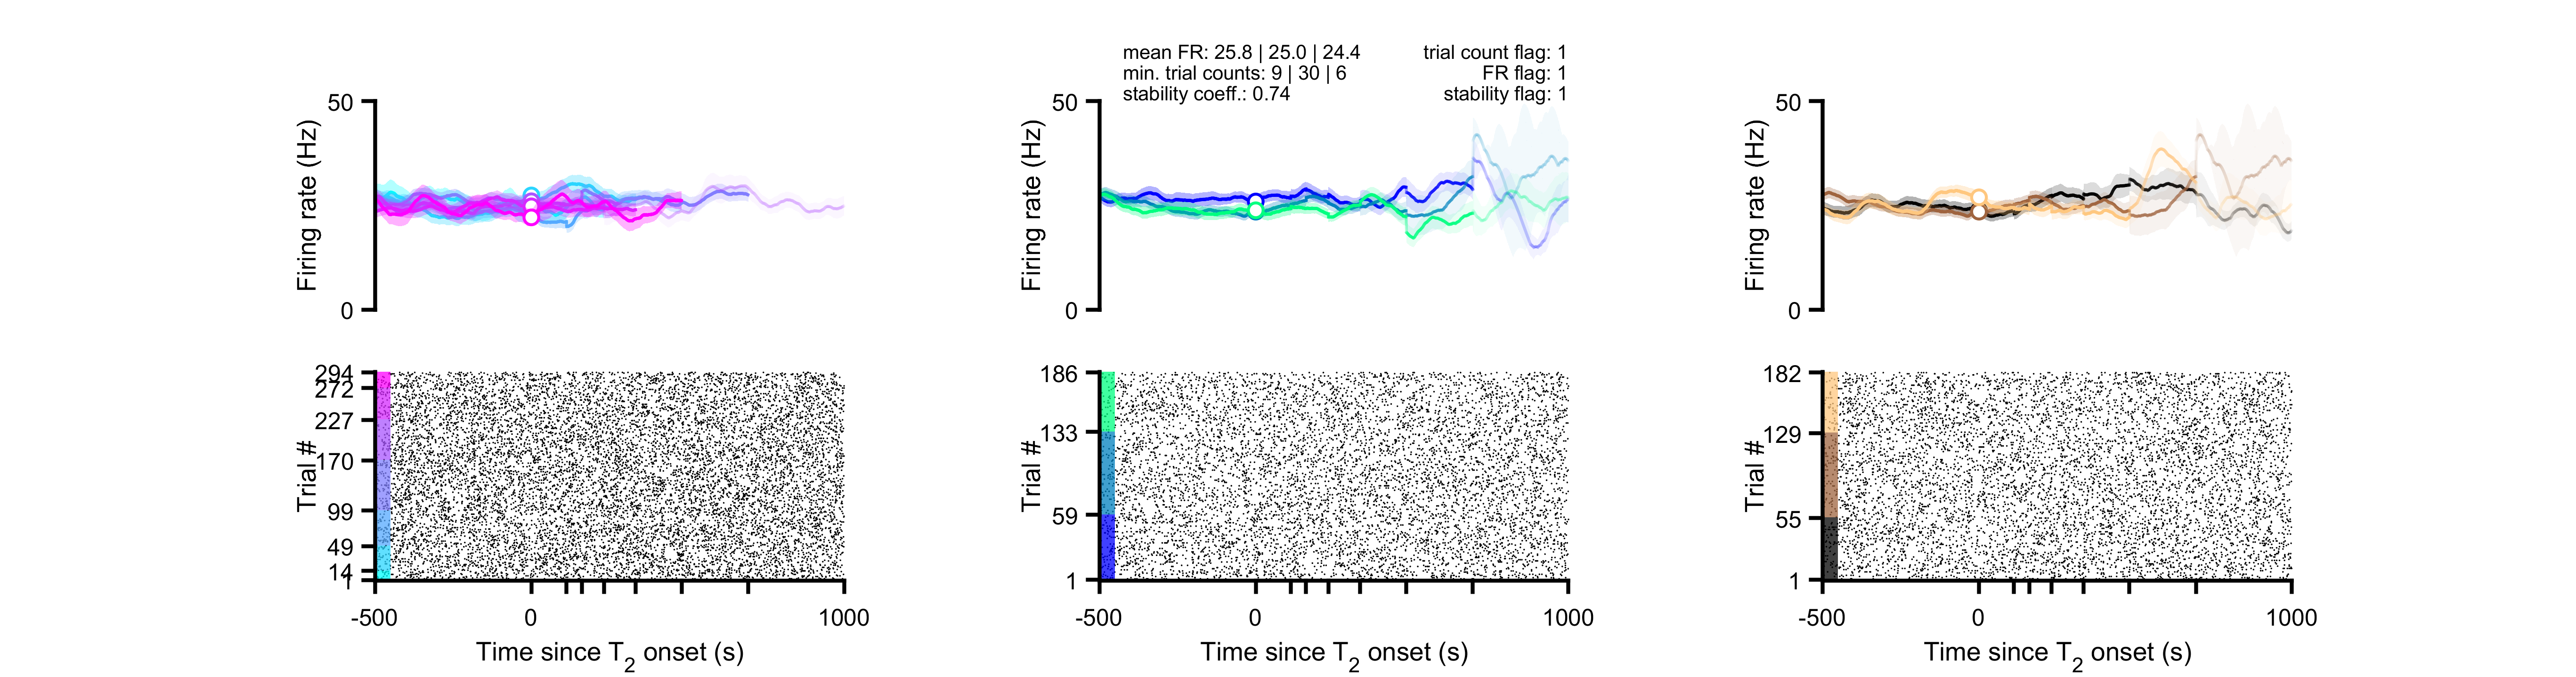 mean FR: 25.8 | 25.0 | 24.4
min. trial counts: 9 | 30 | 6
stability coeff.: 0.74
trial count flag: 1
FR flag: 1
stability flag: 1
50
Firing rate (Hz)
0
50
Firing rate (Hz)
0
50
Firing rate (Hz)
0
294
272
227
170
99
49
14
1
Trial #
-500
0
1000
Time since T2 onset (s)
186
133
59
1
Trial #
-500
0
1000
Time since T2 onset (s)
182
129
55
1
Trial #
-500
0
1000
Time since T2 onset (s)